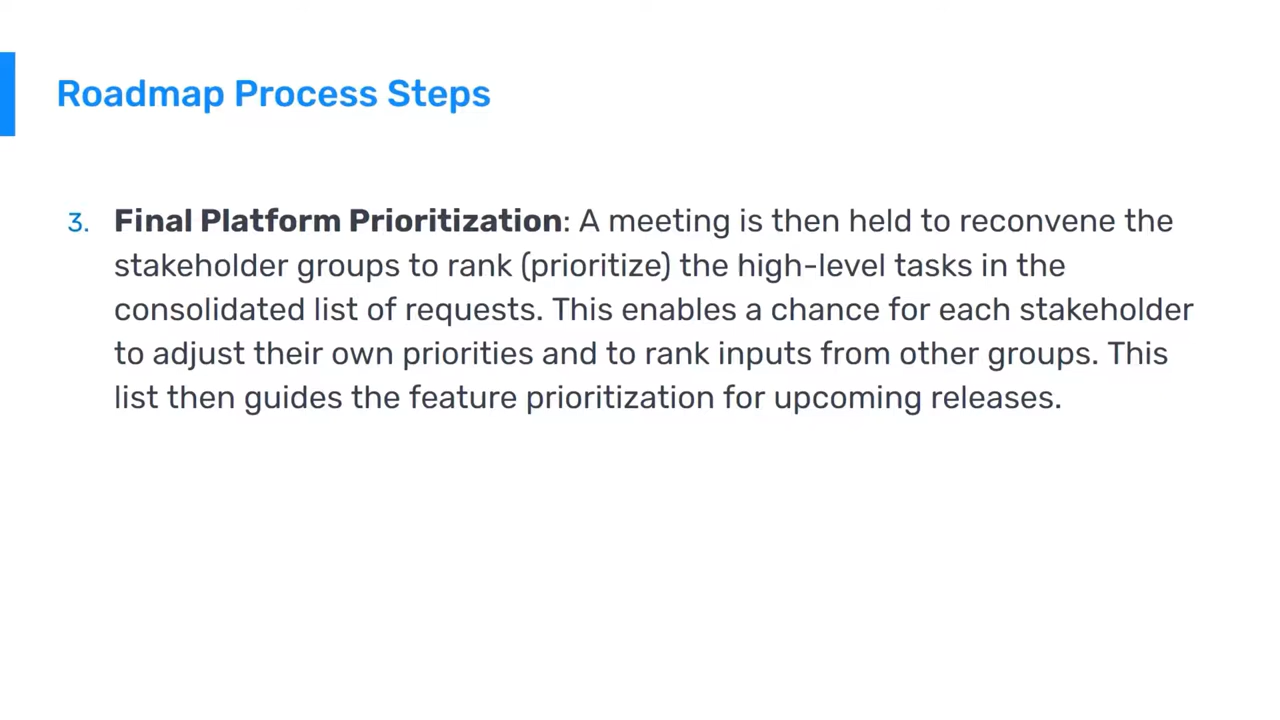 Roadmap Process Steps
3. Final Platform Prioritization: A meeting is then held to reconvene the
stakeholder groups to rank (prioritize) the high-level tasks in the
consolidated list of requests. This enables a chance for each stakeholder
to adjust their own priorities and to rank inputs from other groups. This
list then guides the feature prioritization for upcoming releases.